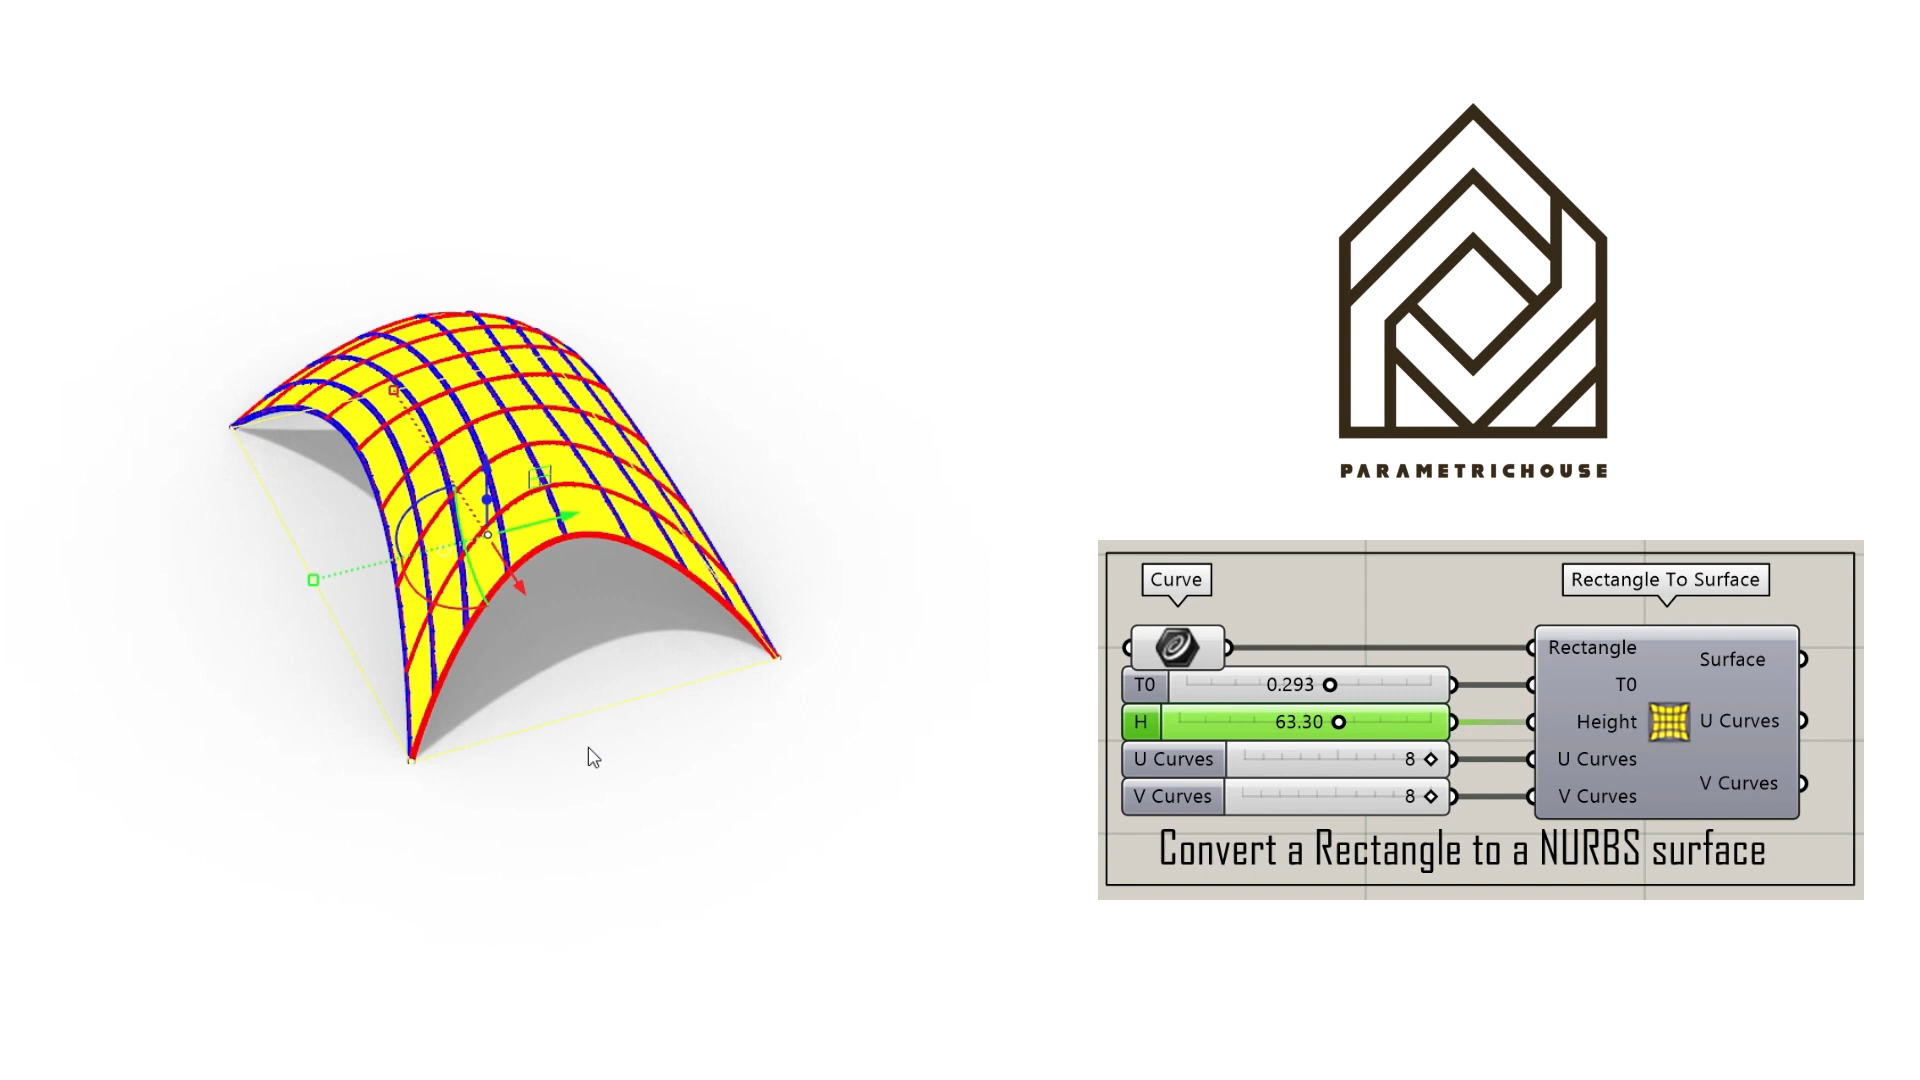 PARAMETRICHOUSE
Curve
Rectangle To Surface
Rectangle
Surface
T0
0.293
T0
H
63.30
Height
U Curves
U Curves
8
U Curves
V Curves
V Curves
8
V Curves
Convert a Rectangle to a NURBS surface